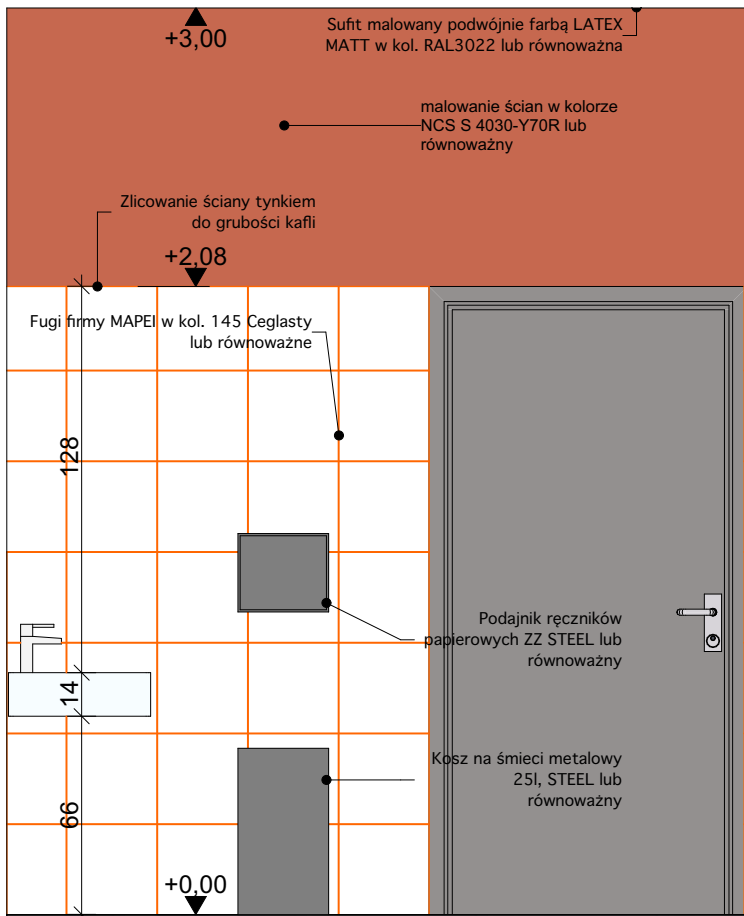 Sufit malowany podwójnie farbą LATEX
MATT w kol. RAL3022 lub równoważna
+3,00
malowanie ścian w kolorze
NCS S 4030-Y70R lub
równoważny
Zlicowanie ściany tynkiem
do grubości kafli
+2,08
Fugi firmy MAPEI w kol. 145 Ceglasty
lub równoważne
128
Podajnik ręczników
papierowych ZZ STEEL lub
równoważny
14
Kosz na śmieci metalowy
25l, STEEL lub
równoważny
66
+0,00